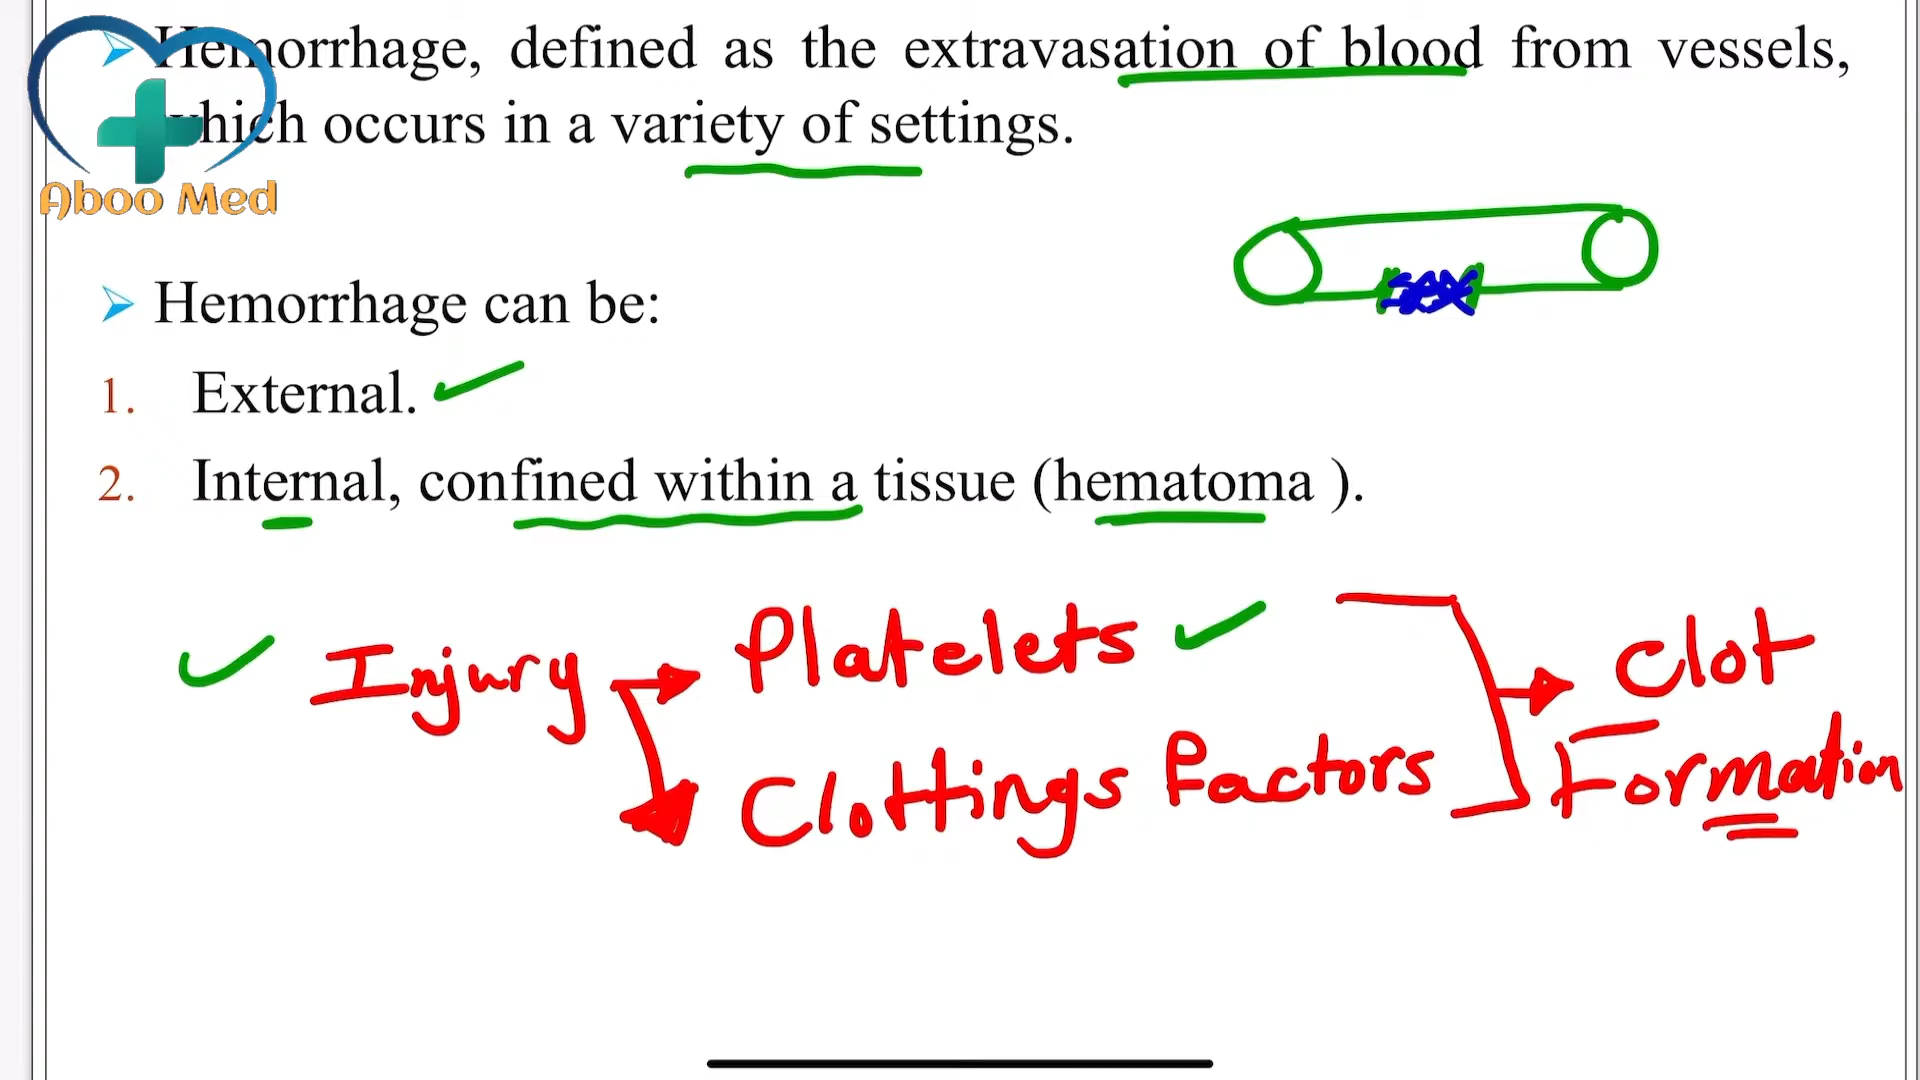 Hemorrhage, defined as the extravasation of blood from vessels,
which occurs in a variety of settings.
Aboo Med
Hemorrhage can be:
1. External.
2. Internal, confined within a tissue (hematoma ).
Injury Platelets Clot
Clottings Factors Formation